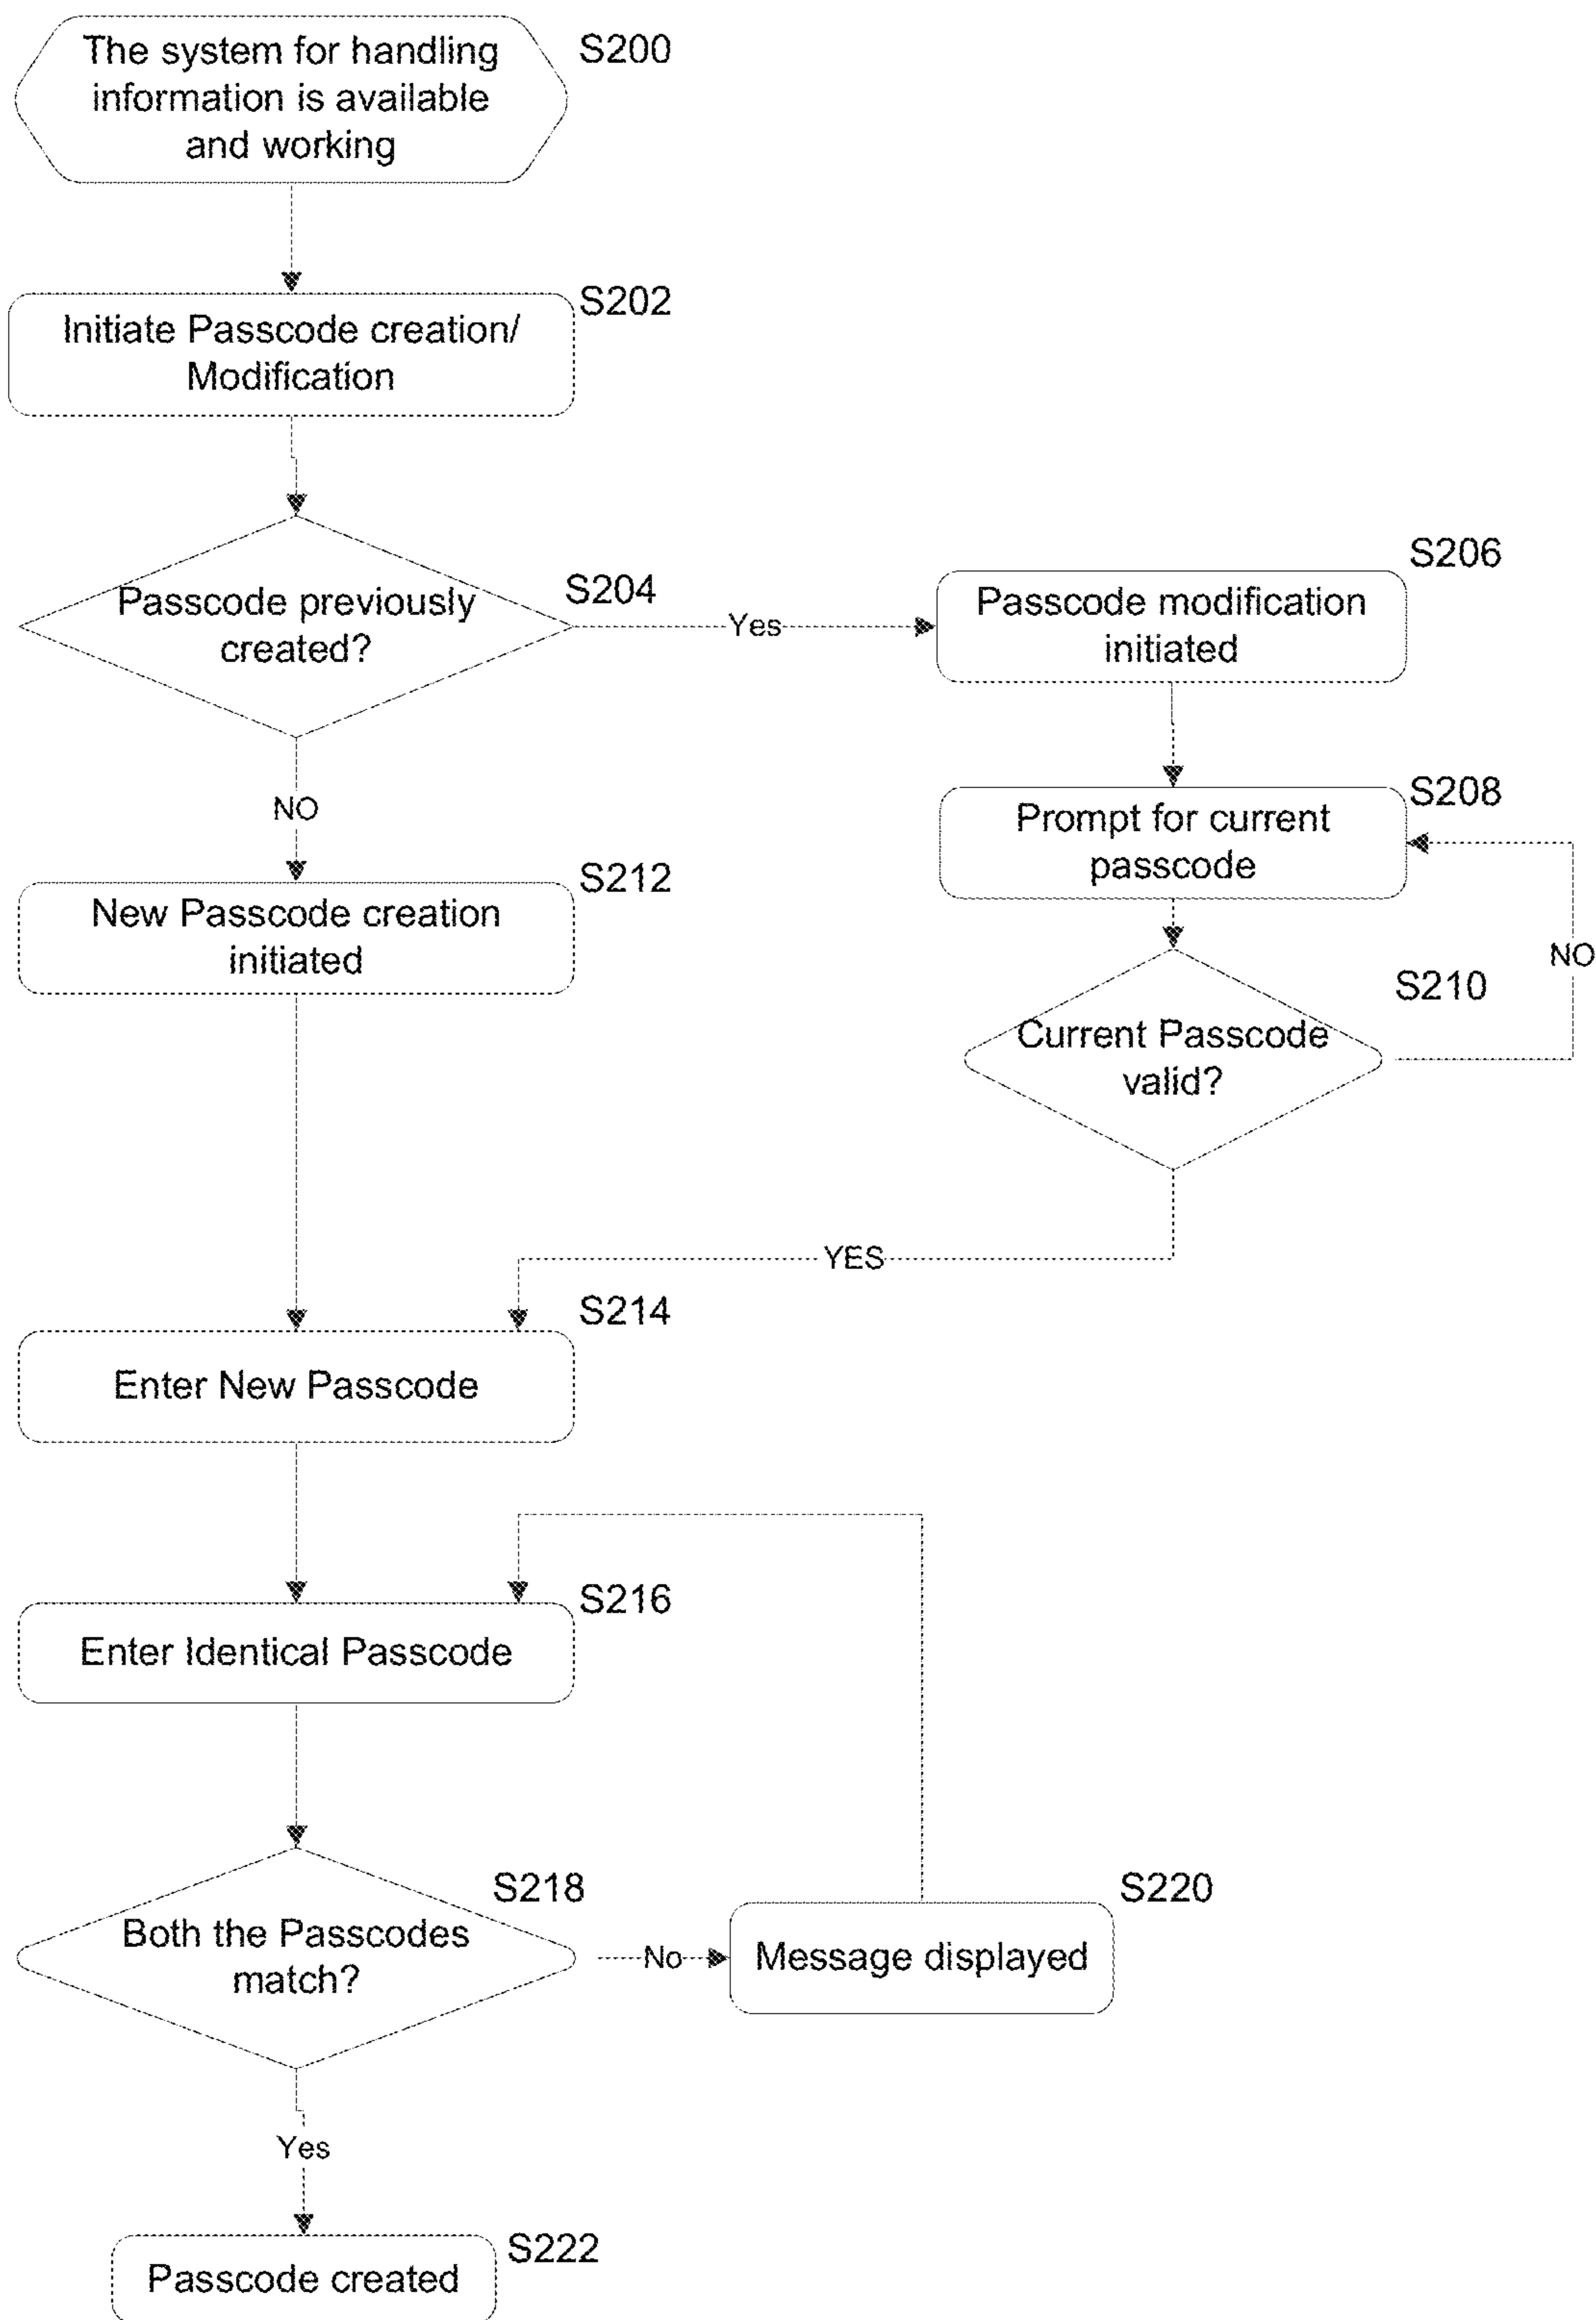 The system for handling
information is available
and working
S200
Initiate Passcode creation/
Modification
S202
Passcode previously
created?
S204
Yes
S206
Passcode modification
initiated
NO
S208
Prompt for current
passcode
S212
New Passcode creation
initiated
NO
S210
Current Passcode
valid?
YES
S214
Enter New Passcode
S216
Enter Identical Passcode
S218
Both the Passcodes
match?
No
S220
Message displayed
Yes
S222
Passcode created